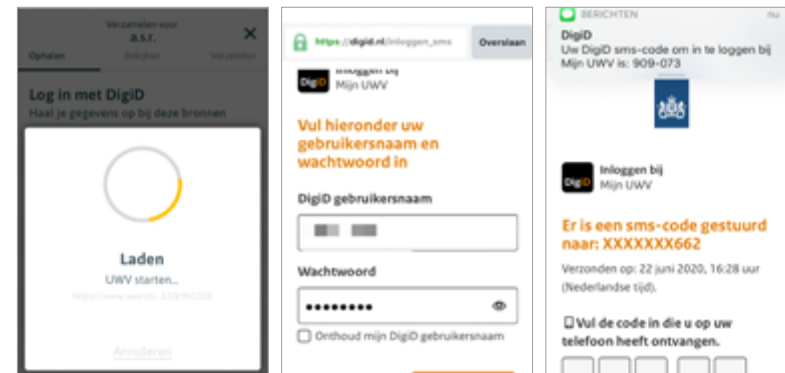 Verzamelen voor
a.s.r.
Ophalen Bekijken Verzenden
Log in met DigiD
Haal je gegevens op bij deze bronnen
Laden
UWV starten...
Annuleren
https://digid.nl/inloggen_sms Overslaan
Inloggen bij
DigiD Mijn UWV
Vul hieronder uw
gebruikersnaam en
wachtwoord in
DigiD gebruikersnaam
Wachtwoord
Onthoud mijn DigiD gebruikersnaam
BERICHTEN nu
DigiD
Uw DigiD sms-code om in te loggen bij
Mijn UWV is: 909-073
Inloggen bij
DigiD Mijn UWV
Er is een sms-code gestuurd
naar: XXXXXXX662
Verzonden op: 22 juni 2020, 16:28 uur
(Nederlandse tijd).
Vul de code in die u op uw
telefoon heeft ontvangen.